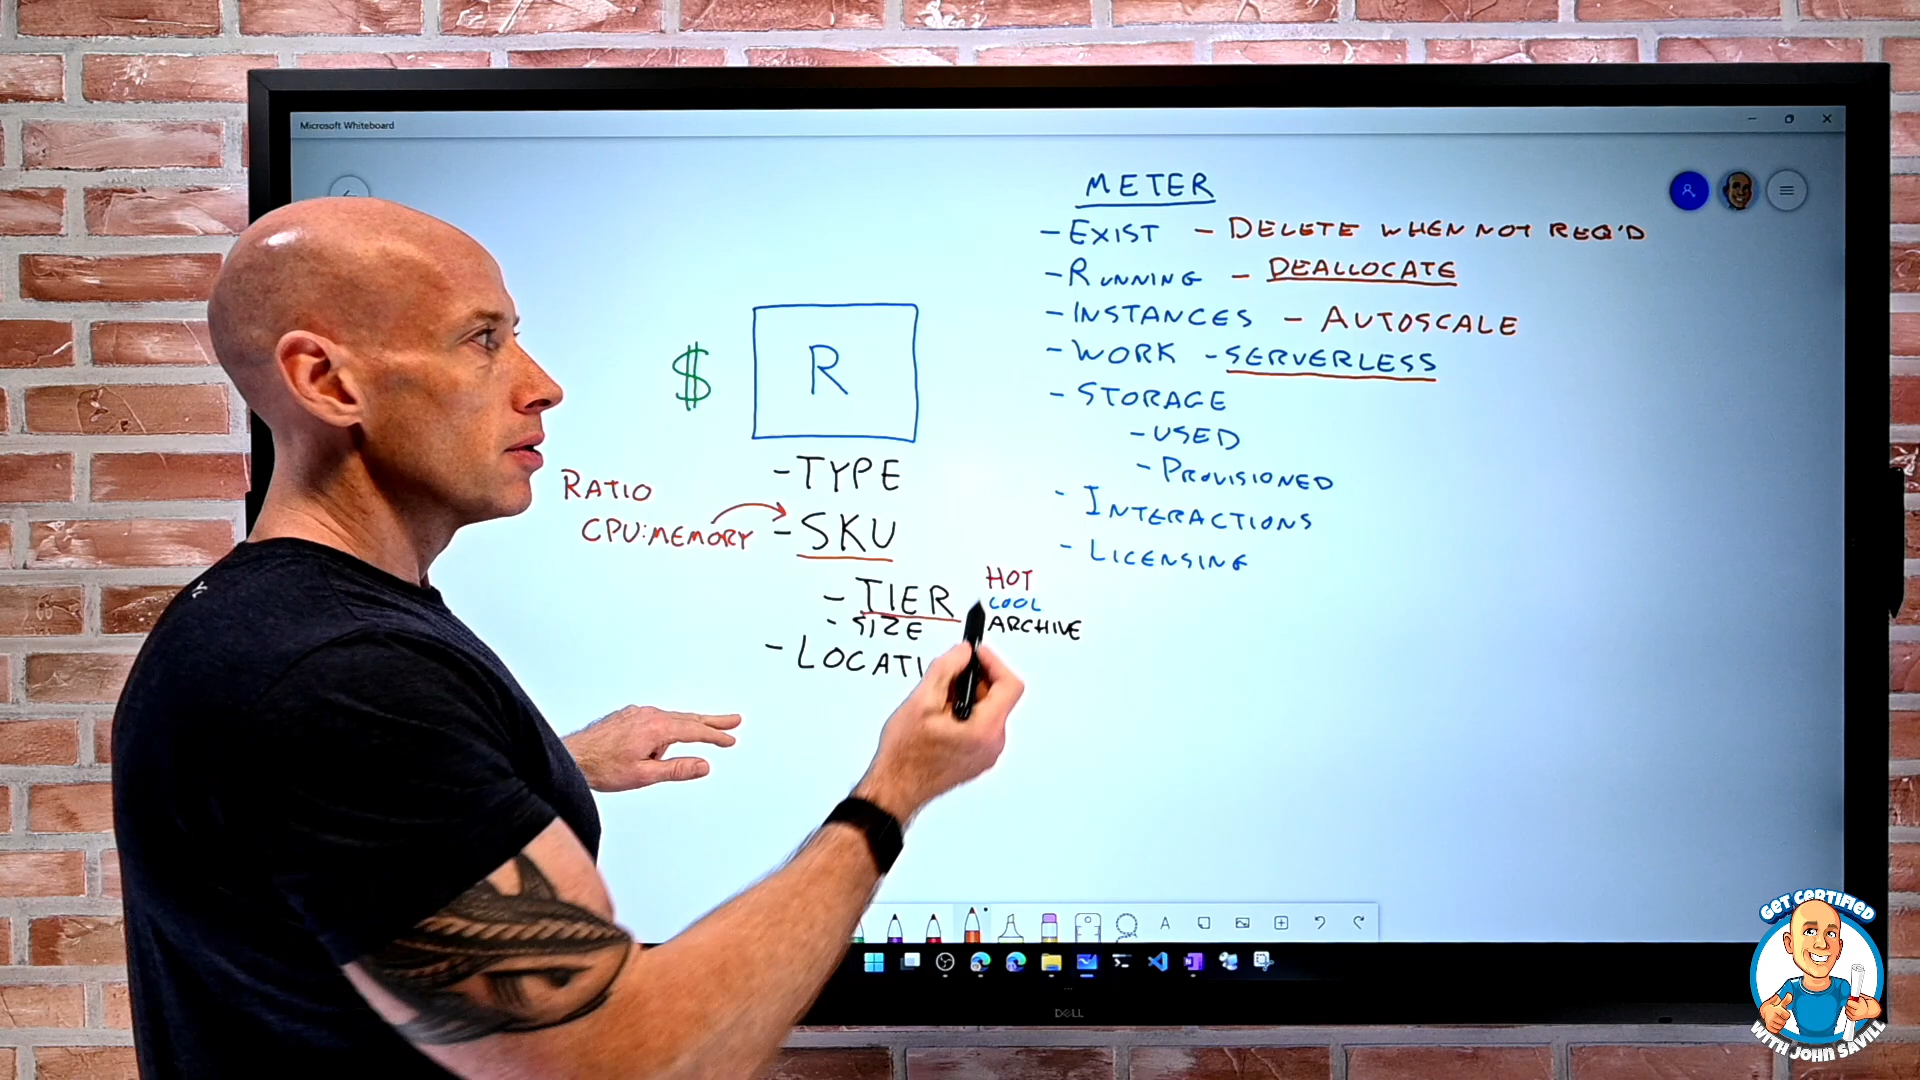 Microsoft Whiteboard
METER
- EXIST - DELETE WHEN NOT REQ'D
- RUNNING - DEALLOCATE
- INSTANCES - AUTOSCALE
- WORK - SERVERLESS
- STORAGE
- USED
- PROVISIONED
- INTERACTIONS
- LICENSING
$ R
- TYPE
RATIO
CPU:MEMORY
- SKU
- TIER
HOT
COOL
ARCHIVE
- SIZE
- LOCATI
DELL
GET CERTIFIED
WITH JOHN SAVILL